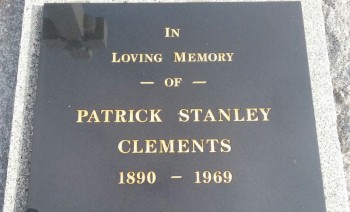 In
Loving Memory
— of —
Patrick Stanley
Clements
1890 – 1969